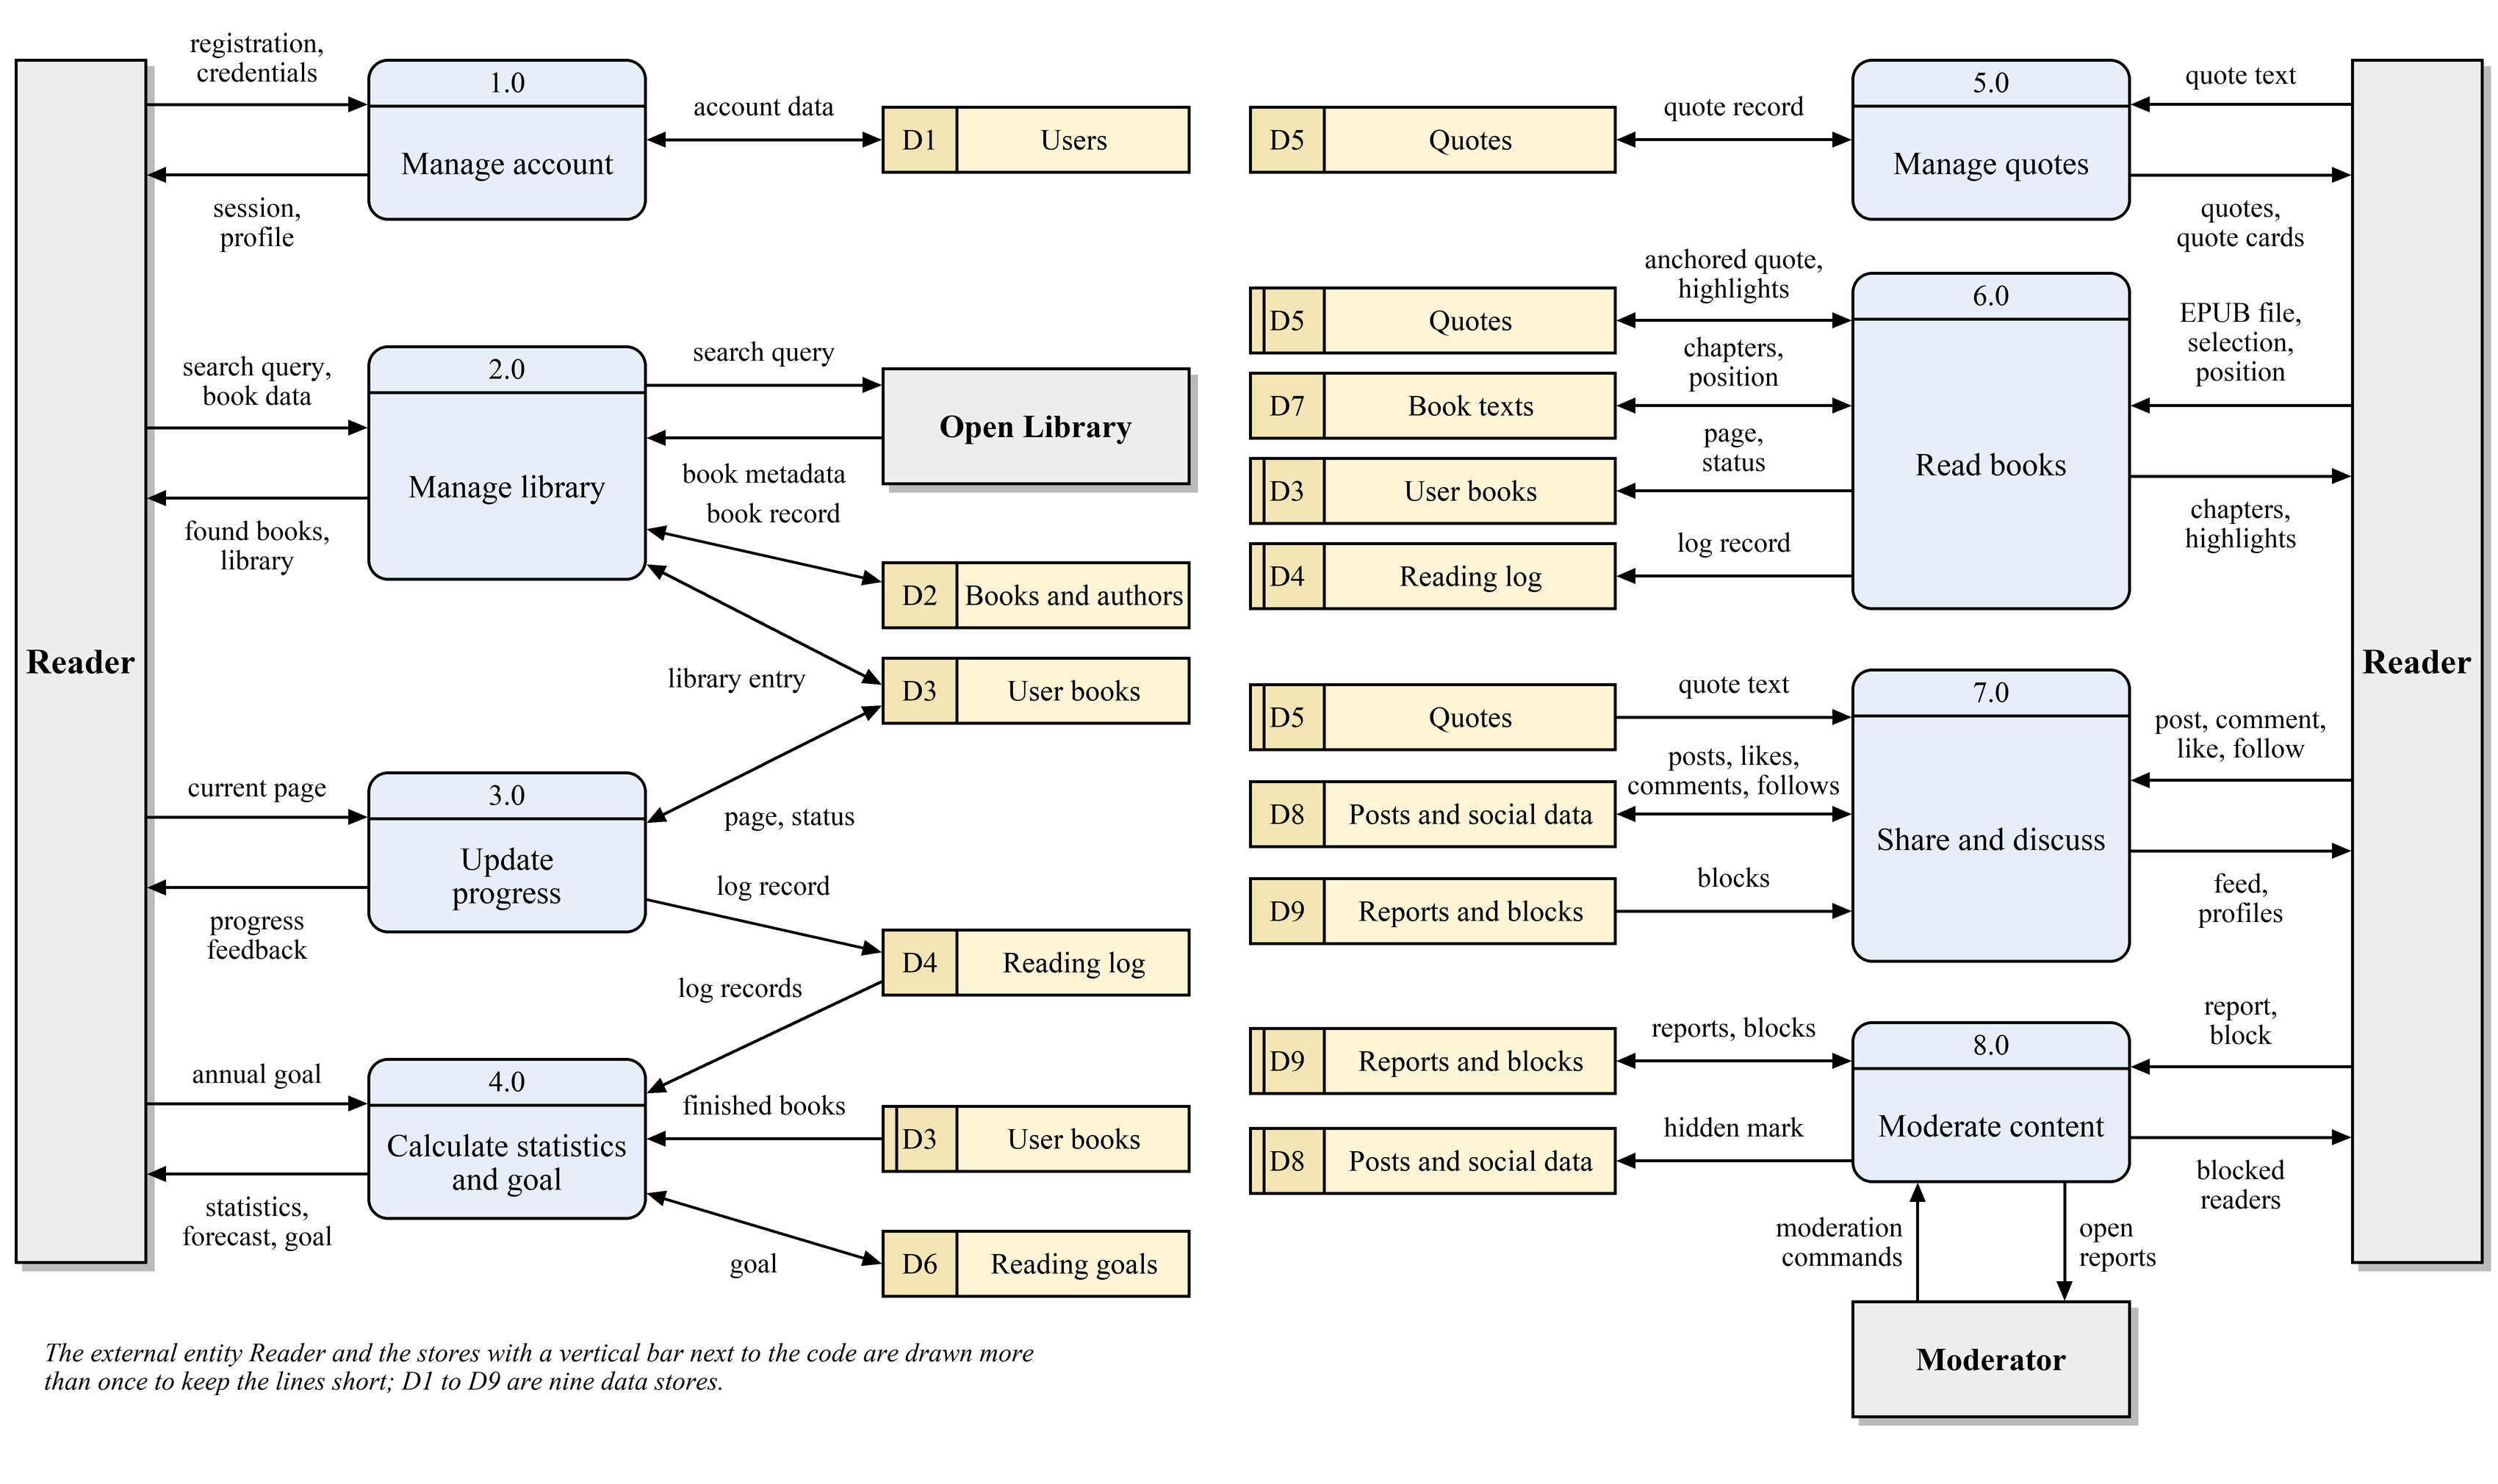 registration,
credentials
1.0
Manage account
account data
D1
Users
session,
profile
Reader
search query,
book data
2.0
Manage library
search query
Open Library
book metadata
found books,
library
book record
D2
Books and authors
library entry
D3
User books
current page
3.0
Update
progress
page, status
progress
feedback
log record
D4
Reading log
log records
annual goal
4.0
Calculate statistics
and goal
finished books
D3
User books
statistics,
forecast, goal
goal
D6
Reading goals
D5
Quotes
quote record
5.0
Manage quotes
quote text
quotes,
quote cards
D5
Quotes
anchored quote,
highlights
6.0
Read books
EPUB file,
selection,
position
D7
Book texts
chapters,
position
D3
User books
page,
status
chapters,
highlights
D4
Reading log
log record
Reader
D5
Quotes
quote text
7.0
Share and discuss
post, comment,
like, follow
D8
Posts and social data
posts, likes,
comments, follows
D9
Reports and blocks
blocks
feed,
profiles
D9
Reports and blocks
reports, blocks
8.0
Moderate content
report,
block
D8
Posts and social data
hidden mark
blocked
readers
moderation
commands
open
reports
Moderator
The external entity Reader and the stores with a vertical bar next to the code are drawn more
than once to keep the lines short; D1 to D9 are nine data stores.